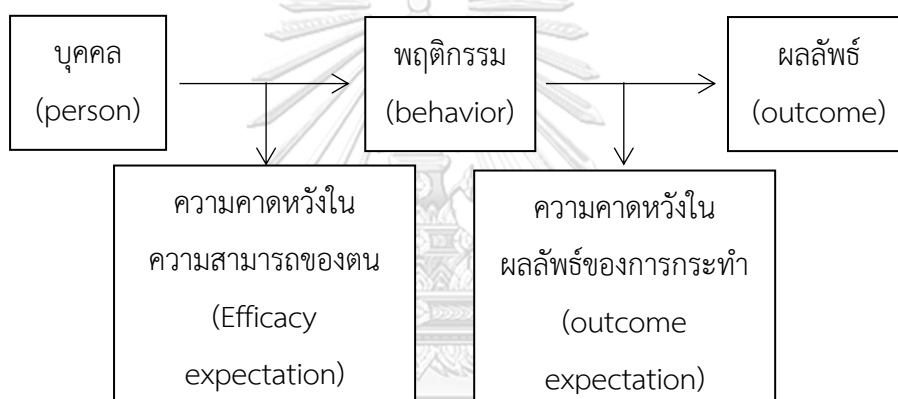 บุคคล
(person)
พฤติกรรม
(behavior)
ผลลัพธ์
(outcome)
ความคาดหวังใน
ความสามารถของตน
(Efficacy
expectation)
ความคาดหวังใน
ผลลัพธ์ของการกระทำ
(outcome
expectation)